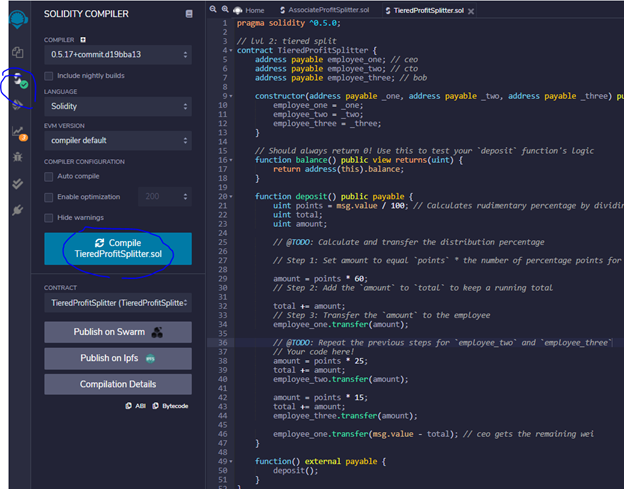 SOLIDITY COMPILER
COMPILER
0.5.17+commit.d19bba13
Include nightly builds
LANGUAGE
Solidity
EVM VERSION
compiler default
COMPILER CONFIGURATION
Auto compile
Enable optimization 200
Hide warnings
Compile
TieredProfitSplitter.sol
CONTRACT
TieredProfitSplitter (TieredProfitSplitte
Publish on Swarm
Publish on Ipfs
Compilation Details
ABI Bytecode
2
Home AssociateProfitSplitter.sol TieredProfitSplitter.sol
1 pragma solidity ^0.5.0;
2
3 // lvl 2: tiered split
4 contract TieredProfitSplitter {
5 address payable employee_one; // ceo
6 address payable employee_two; // cto
7 address payable employee_three; // bob
8
9 constructor(address payable _one, address payable _two, address payable _three) pu
10 employee_one = _one;
11 employee_two = _two;
12 employee_three = _three;
13 }
14
15 // Should always return 0! Use this to test your `deposit` function's logic
16 function balance() public view returns(uint) {
17 return address(this).balance;
18 }
19
20 function deposit() public payable {
21 uint points = msg.value / 100; // Calculates rudimentary percentage by dividin
22 uint total;
23 uint amount;
24
25 // @TODO: Calculate and transfer the distribution percentage
26
27 // Step 1: Set amount to equal `points` * the number of percentage points for
28
29 amount = points * 60;
30 // Step 2: Add the `amount` to `total` to keep a running total
31
32 total += amount;
33 // Step 3: Transfer the `amount` to the employee
34 employee_one.transfer(amount);
35
36 // @TODO: Repeat the previous steps for `employee_two` and `employee_three`
37 // Your code here!
38 amount = points * 25;
39 total += amount;
40 employee_two.transfer(amount);
41
42 amount = points * 15;
43 total += amount;
44 employee_three.transfer(amount);
45
46 employee_one.transfer(msg.value - total); // ceo gets the remaining wei
47 }
48
49 function() external payable {
50 deposit();
51 }
52 }